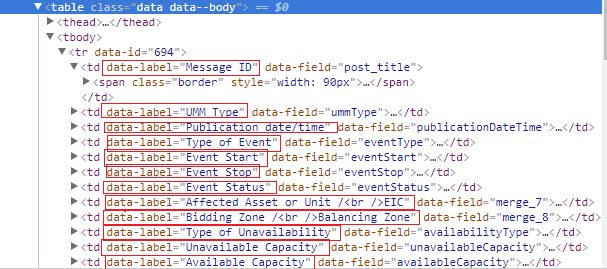 ▼<table class="data data--body"> == $0
▶<thead>…</thead>
▼<tbody>
▼<tr data-id="694">
▼<td data-label="Message ID" data-field="post_title">
▶<span class="border" style="width: 90px">…</span>
</td>
▶<td data-label="UMM Type" data-field="ummType">…</td>
▶<td data-label="Publication date/time" data-field="publicationDateTime">…</td>
▶<td data-label="Type of Event" data-field="eventType">…</td>
▶<td data-label="Event Start" data-field="eventStart">…</td>
▶<td data-label="Event Stop" data-field="eventStop">…</td>
▶<td data-label="Event Status" data-field="eventStatus">…</td>
▶<td data-label="Affected Asset or Unit /<br />EIC" data-field="merge_7">…</td>
▶<td data-label="Bidding Zone /<br />Balancing Zone" data-field="merge_8">…</td>
▶<td data-label="Type of Unavailability" data-field="availabilityType">…</td>
▶<td data-label="Unavailable Capacity" data-field="unavailableCapacity">…</td>
▶<td data-label="Available Capacity" data-field="availableCapacity">…</td>